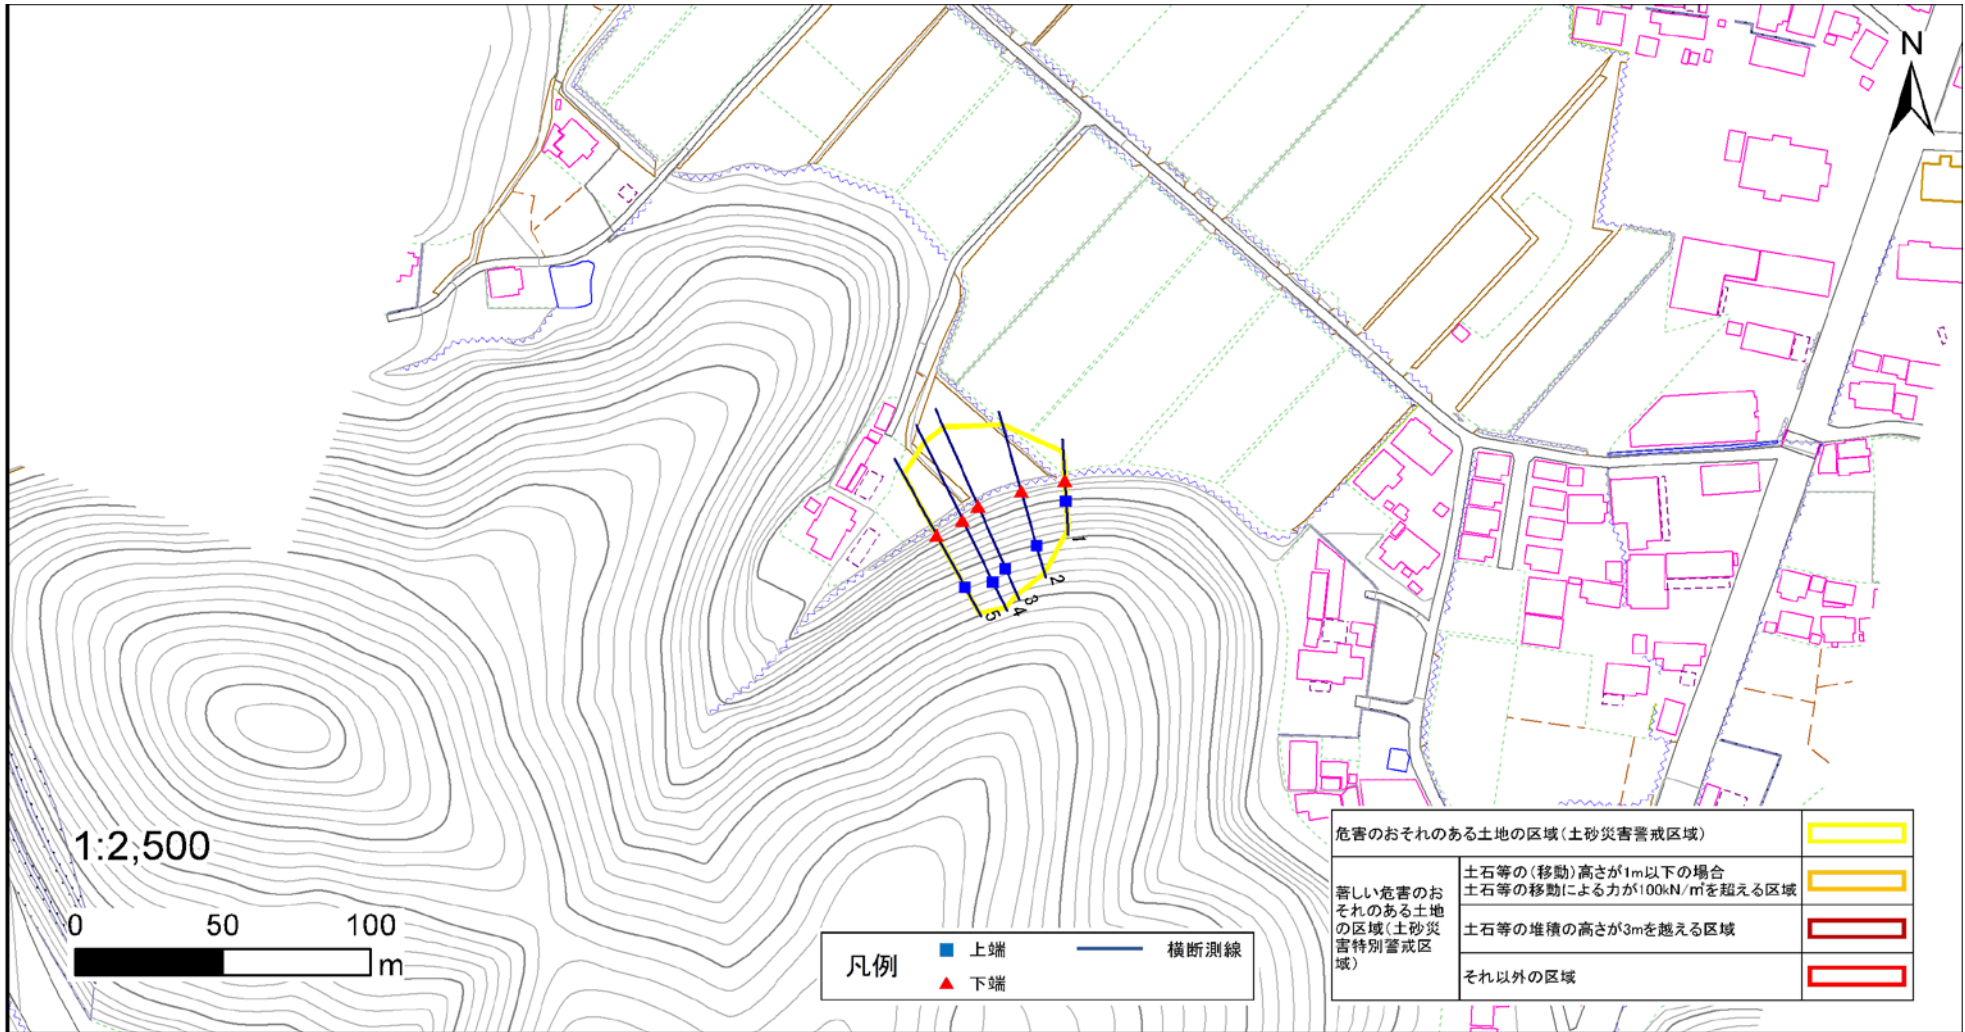 N
1
2
3
4
5
1:2,500
0 50 100
m
凡例
上端
横断測線
下端
危害のおそれのある土地の区域(土砂災害警戒区域)
著しい危害のお
それのある土地
の区域(土砂災
害特別警戒区
域)
土石等の(移動)高さが1m以下の場合
土石等の移動による力が100kN/㎡を超える区域
土石等の堆積の高さが3mを越える区域
それ以外の区域